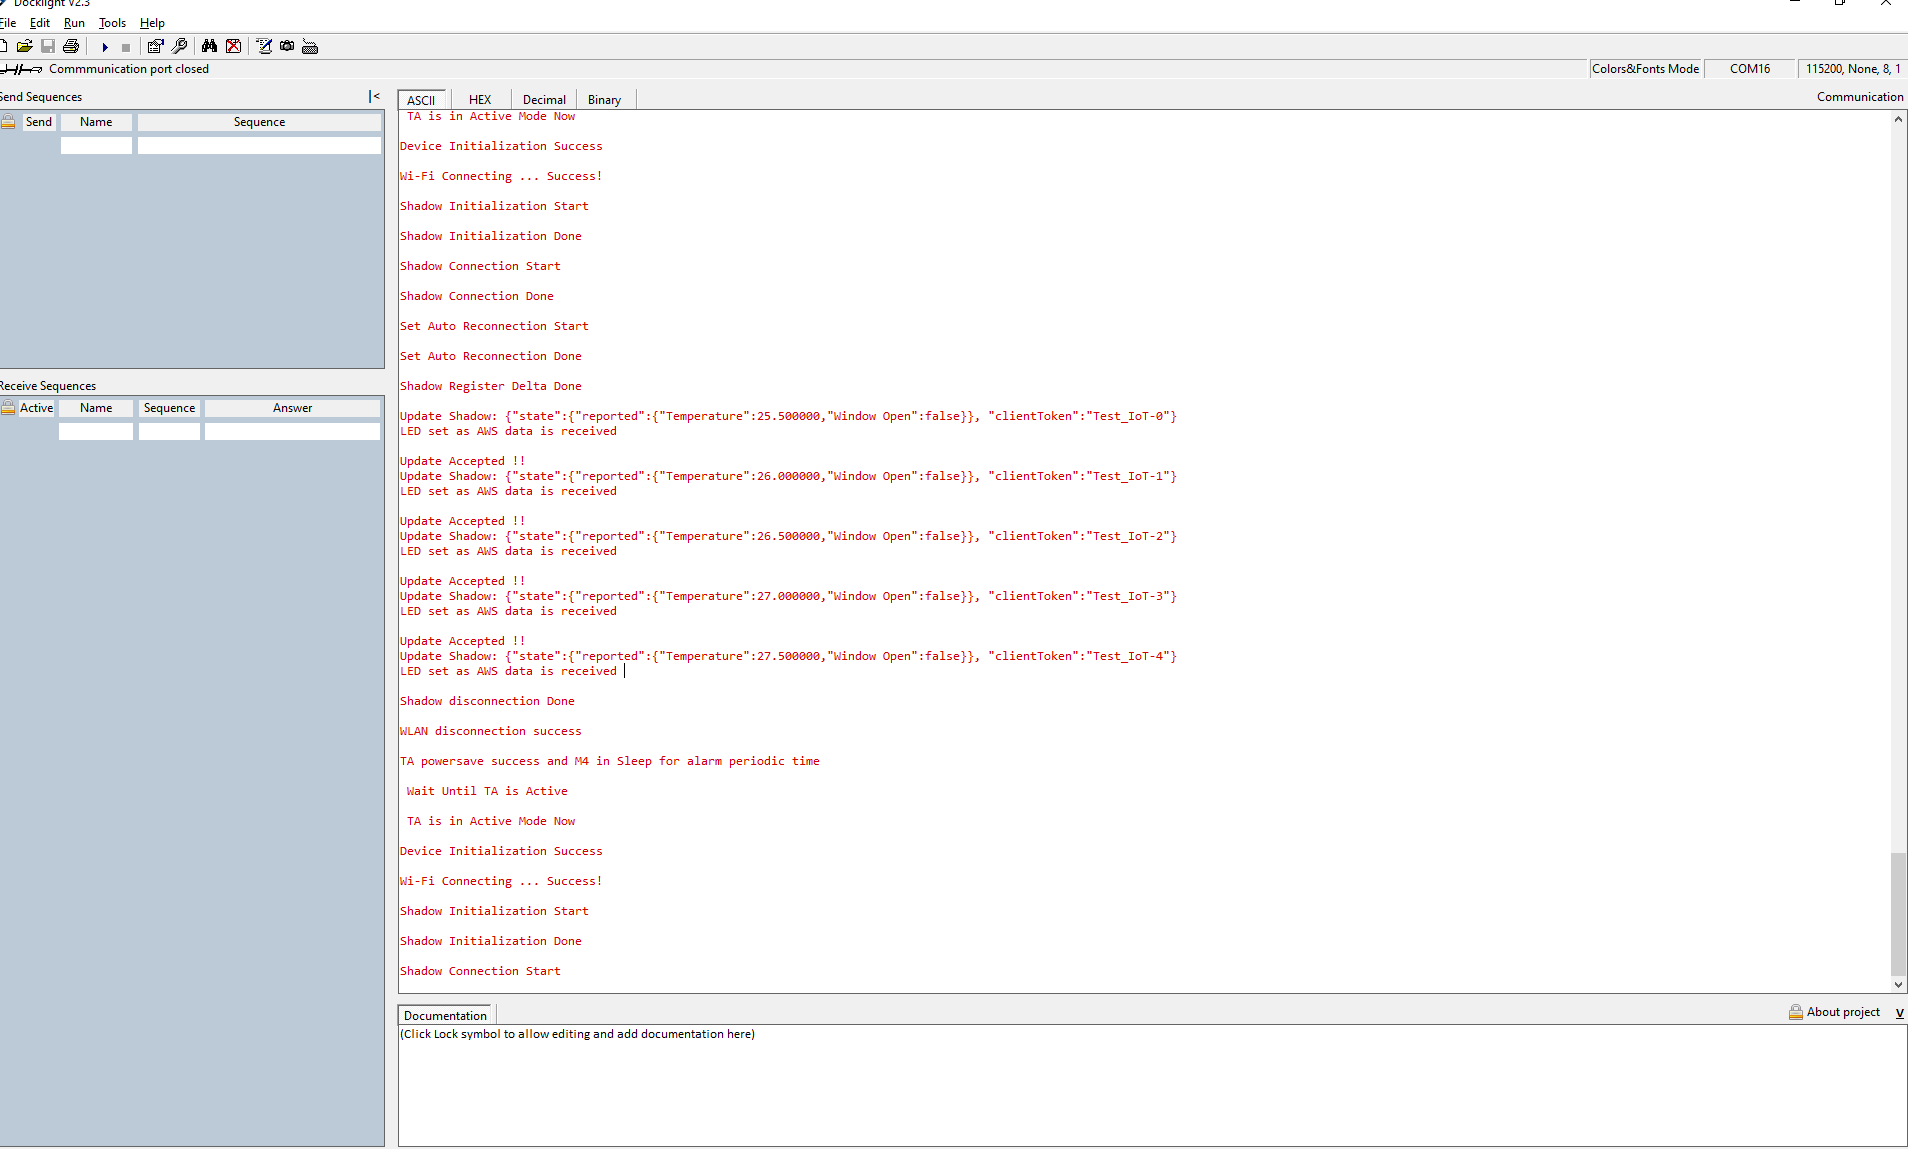 Docklight V2.3
File Edit Run Tools Help
Commmunication port closed
Colors&Fonts Mode COM16 115200, None, 8, 1
Send Sequences
Send Name Sequence
Receive Sequences
Active Name Sequence Answer
ASCII HEX Decimal Binary
Communication
TA is in Active Mode Now
Device Initialization Success
Wi-Fi Connecting ... Success!
Shadow Initialization Start
Shadow Initialization Done
Shadow Connection Start
Shadow Connection Done
Set Auto Reconnection Start
Set Auto Reconnection Done
Shadow Register Delta Done
Update Shadow: {"state":{"reported":{"Temperature":25.500000,"Window Open":false}}, "clientToken":"Test_IoT-0"}
LED set as AWS data is received
Update Accepted !!
Update Shadow: {"state":{"reported":{"Temperature":26.000000,"Window Open":false}}, "clientToken":"Test_IoT-1"}
LED set as AWS data is received
Update Accepted !!
Update Shadow: {"state":{"reported":{"Temperature":26.500000,"Window Open":false}}, "clientToken":"Test_IoT-2"}
LED set as AWS data is received
Update Accepted !!
Update Shadow: {"state":{"reported":{"Temperature":27.000000,"Window Open":false}}, "clientToken":"Test_IoT-3"}
LED set as AWS data is received
Update Accepted !!
Update Shadow: {"state":{"reported":{"Temperature":27.500000,"Window Open":false}}, "clientToken":"Test_IoT-4"}
LED set as AWS data is received
Shadow disconnection Done
WLAN disconnection success
TA powersave success and M4 in Sleep for alarm periodic time
Wait Until TA is Active
TA is in Active Mode Now
Device Initialization Success
Wi-Fi Connecting ... Success!
Shadow Initialization Start
Shadow Initialization Done
Shadow Connection Start
Documentation
About project
(Click Lock symbol to allow editing and add documentation here)